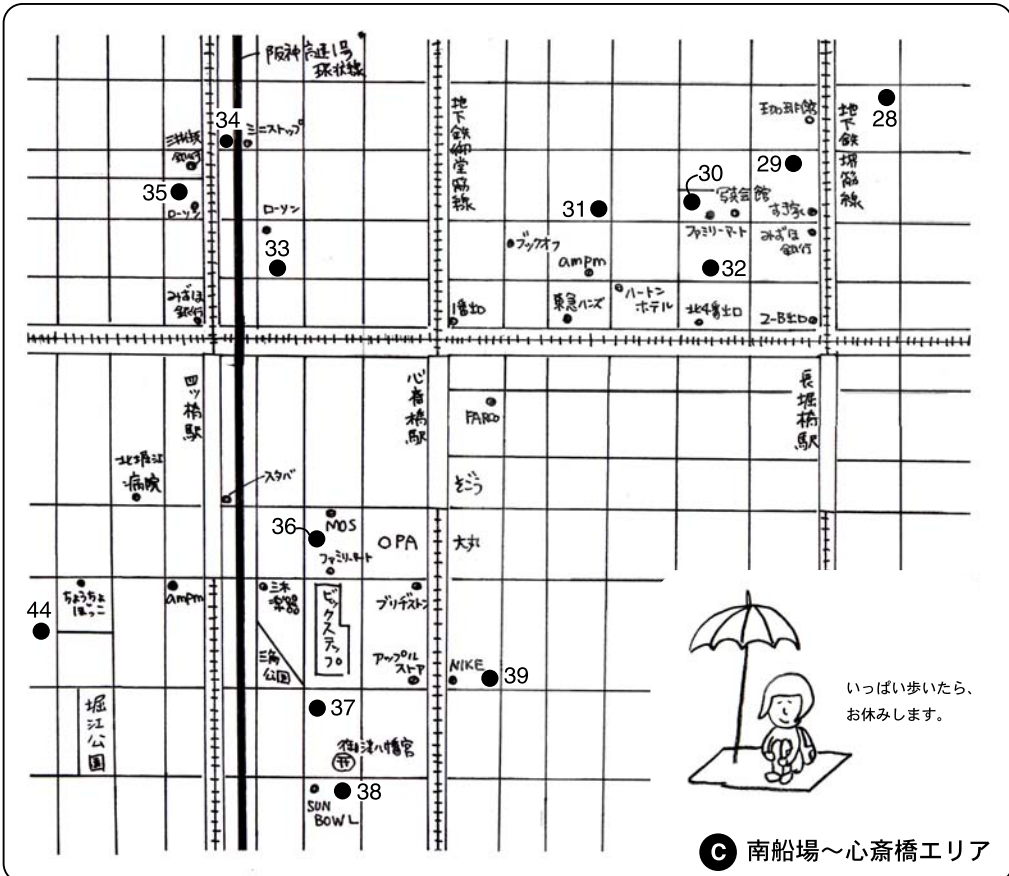 阪神高速1号
環状線
34
ミニストップ
三井住友
銀行
35
ローソン
ローソン
33
みずほ
銀行
地下鉄御堂筋線
地下鉄堺筋線
28
29
30
写真会館
すき家
31
ファミリーマート
みずほ
銀行
ブックオフ
ampm
32
1番出口
東急ハンズ
ハートン
ホテル
北4番出口
2-B出口
四ツ橋駅
心斎橋駅
長堀橋駅
PARCO
北堀江
病院
スタバ
そごう
36
MOS
OPA
大丸
ファミリーマート
44
ちょうちょ
ぼっこ
ampm
三木
楽器
ビックステップ
ブリヂストン
三角
公園
アップル
ストア
NIKE
39
堀江公園
37
御津八幡宮
38
SUN
BOWL
いっぱい歩いたら、
お休みします。
C 南船場〜心斎橋エリア